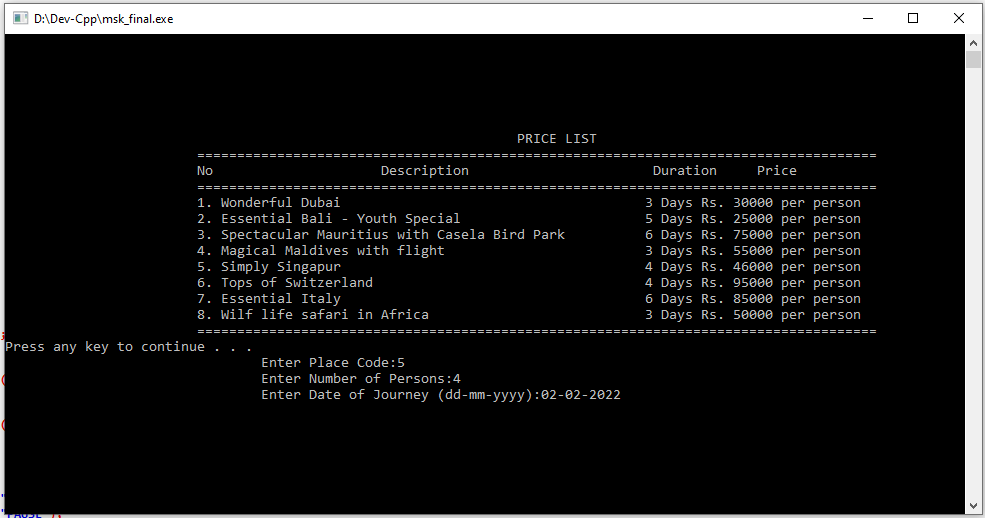 D:\Dev-Cpp\msk_final.exe
PRICE LIST
=====================================================================================
No Description Duration Price
=====================================================================================
1. Wonderful Dubai 3 Days Rs. 30000 per person
2. Essential Bali - Youth Special 5 Days Rs. 25000 per person
3. Spectacular Mauritius with Casela Bird Park 6 Days Rs. 75000 per person
4. Magical Maldives with flight 3 Days Rs. 55000 per person
5. Simply Singapur 4 Days Rs. 46000 per person
6. Tops of Switzerland 4 Days Rs. 95000 per person
7. Essential Italy 6 Days Rs. 85000 per person
8. Wilf life safari in Africa 3 Days Rs. 50000 per person
=====================================================================================
Press any key to continue . . .
Enter Place Code:5
Enter Number of Persons:4
Enter Date of Journey (dd-mm-yyyy):02-02-2022